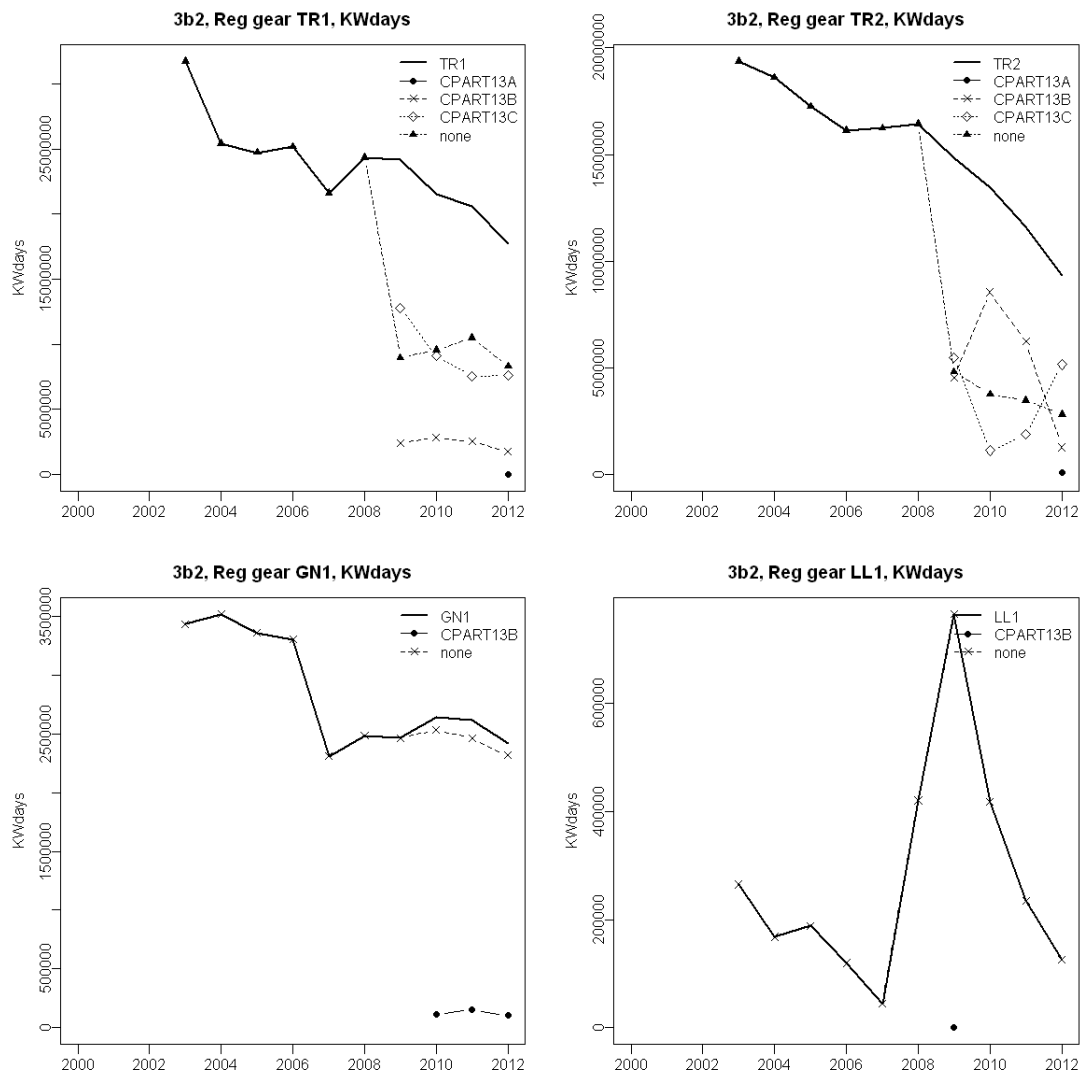 3b2, Reg gear TR1, KWdays
KWdays
25000000
15000000
5000000
0
TR1
CPART13A
CPART13B
CPART13C
none
2000 2002 2004 2006 2008 2010 2012
3b2, Reg gear TR2, KWdays
KWdays
20000000
15000000
10000000
5000000
0
TR2
CPART13A
CPART13B
CPART13C
none
2000 2002 2004 2006 2008 2010 2012
3b2, Reg gear GN1, KWdays
KWdays
3500000
2500000
1500000
500000
0
GN1
CPART13B
none
2000 2002 2004 2006 2008 2010 2012
3b2, Reg gear LL1, KWdays
KWdays
600000
400000
200000
0
LL1
CPART13B
none
2000 2002 2004 2006 2008 2010 2012